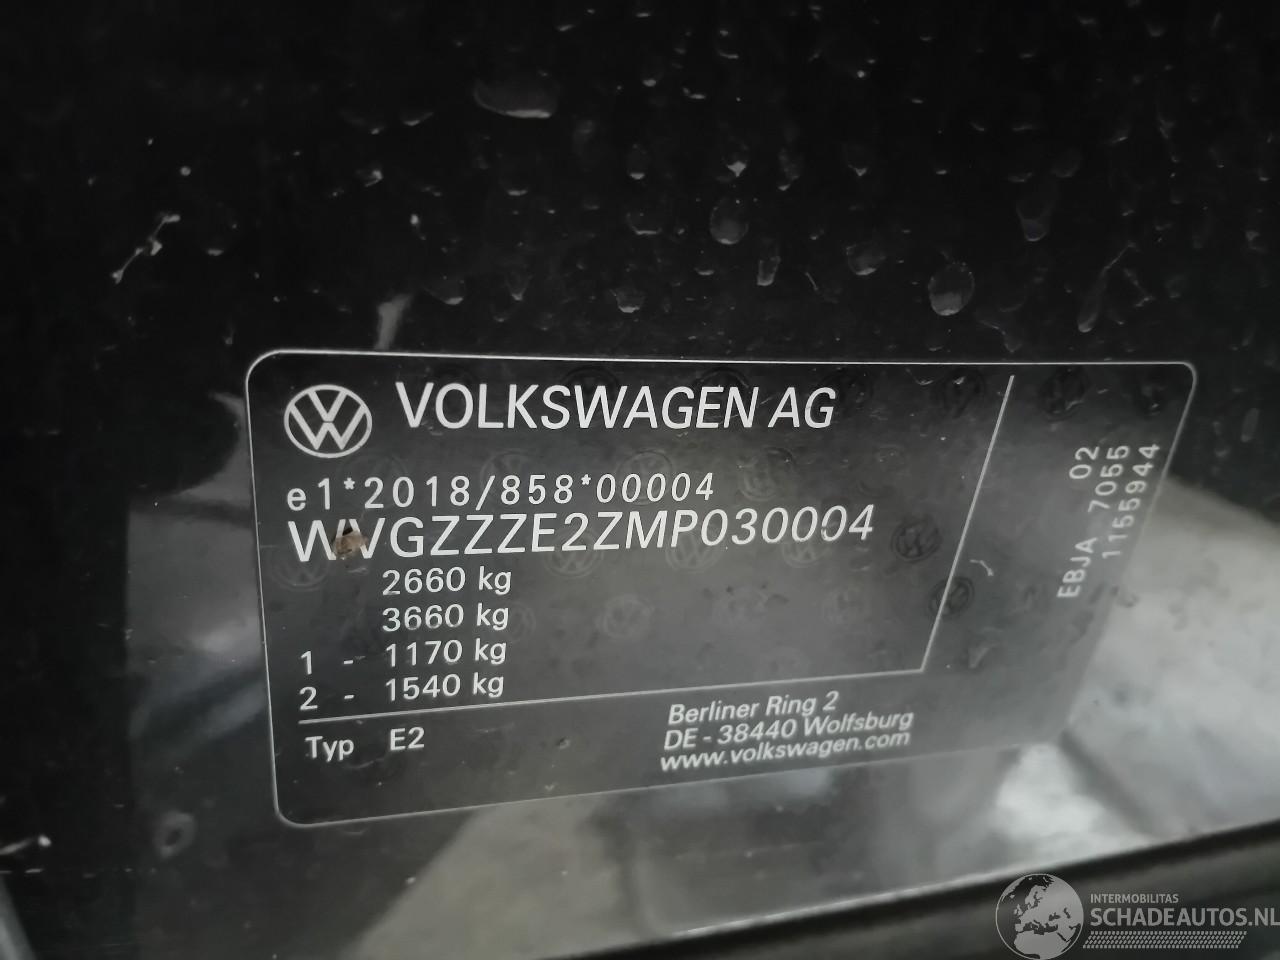 VOLKSWAGEN AG
e1*2018/858*00004
WVGZZZE2ZMP030004
2660 kg
3660 kg
1 - 1170 kg
2 - 1540 kg
Typ E2
Berliner Ring 2
DE - 38440 Wolfsburg
www.volkswagen.com
02
EBJA 7055
1155944
INTERMOBILITAS
SCHADEAUTOS.NL